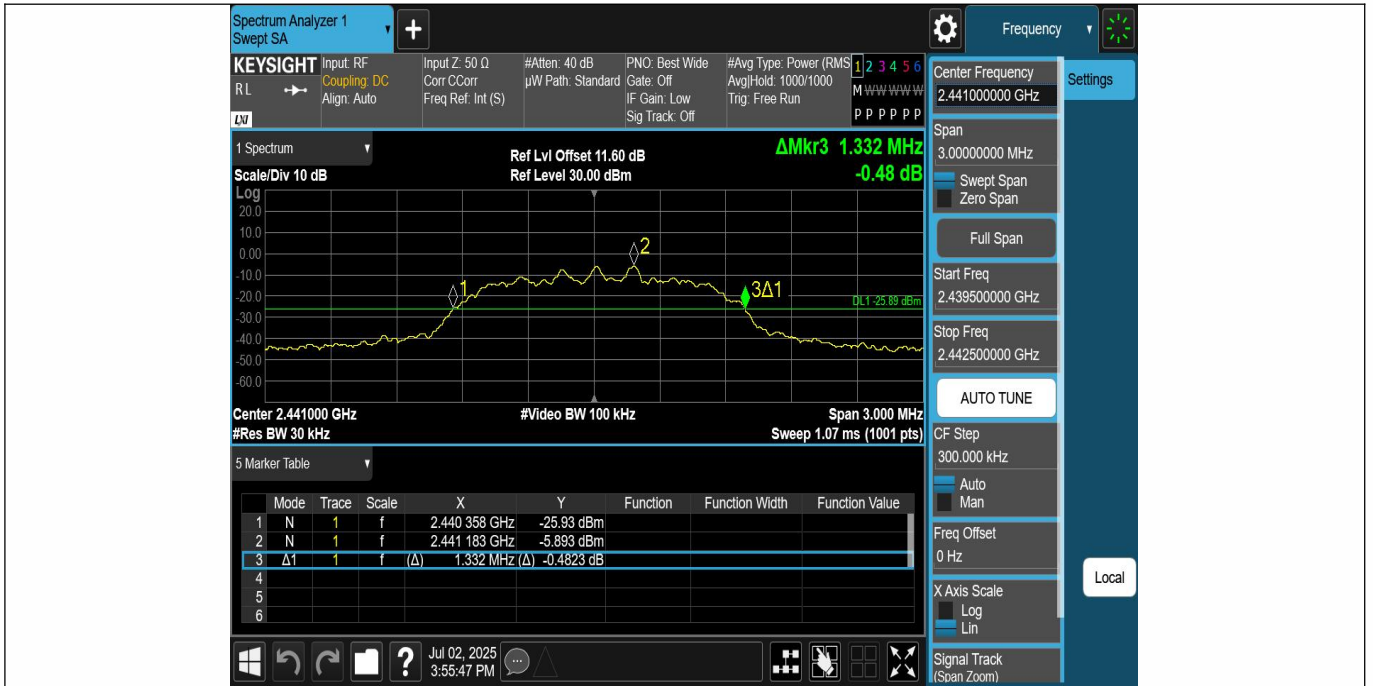 Spectrum Analyzer 1
Swept SA
+
Frequency
KEYSIGHT
RL
LXI
Input: RF
Coupling: DC
Align: Auto
Input Z: 50 Ω
Corr CCorr
Freq Ref: Int (S)
#Atten: 40 dB
µW Path: Standard
PNO: Best Wide
Gate: Off
IF Gain: Low
Sig Track: Off
#Avg Type: Power (RMS
Avg|Hold: 1000/1000
Trig: Free Run
1 2 3 4 5 6
M W W W W W
P P P P P P
1 Spectrum
Scale/Div 10 dB
Ref Lvl Offset 11.60 dB
Ref Level 30.00 dBm
ΔMkr3 1.332 MHz
-0.48 dB
Log
20.0
10.0
0.00
-10.0
-20.0
-30.0
-40.0
-50.0
-60.0
1
2
3Δ1
DL1 -25.89 dBm
Center 2.441000 GHz
#Video BW 100 kHz
Span 3.000 MHz
#Res BW 30 kHz
Sweep 1.07 ms (1001 pts)
5 Marker Table
Mode Trace Scale X Y Function Function Width Function Value
1 N 1 f 2.440 358 GHz -25.93 dBm
2 N 1 f 2.441 183 GHz -5.893 dBm
3 Δ1 1 f (Δ) 1.332 MHz (Δ) -0.4823 dB
4
5
6
?
Jul 02, 2025
3:55:47 PM
Center Frequency
2.441000000 GHz
Settings
Span
3.00000000 MHz
Swept Span
Zero Span
Full Span
Start Freq
2.439500000 GHz
Stop Freq
2.442500000 GHz
AUTO TUNE
CF Step
300.000 kHz
Auto
Man
Freq Offset
0 Hz
Local
X Axis Scale
Log
Lin
Signal Track
(Span Zoom)